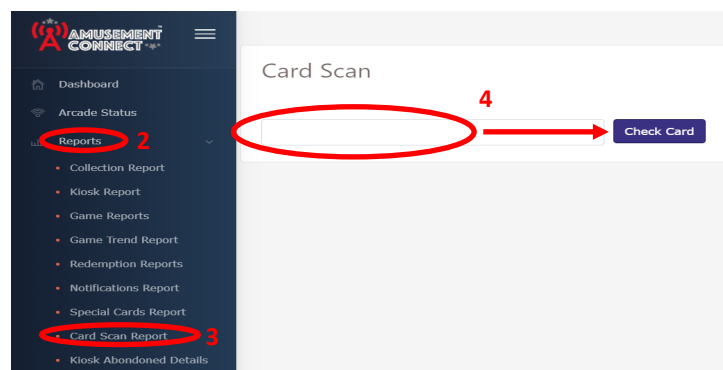 AMUSEMENT
CONNECT
Dashboard
Arcade Status
Reports 2
Collection Report
Kiosk Report
Game Reports
Game Trend Report
Redemption Reports
Notifications Report
Special Cards Report
Card Scan Report 3
Kiosk Abondoned Details
Card Scan
4
Check Card